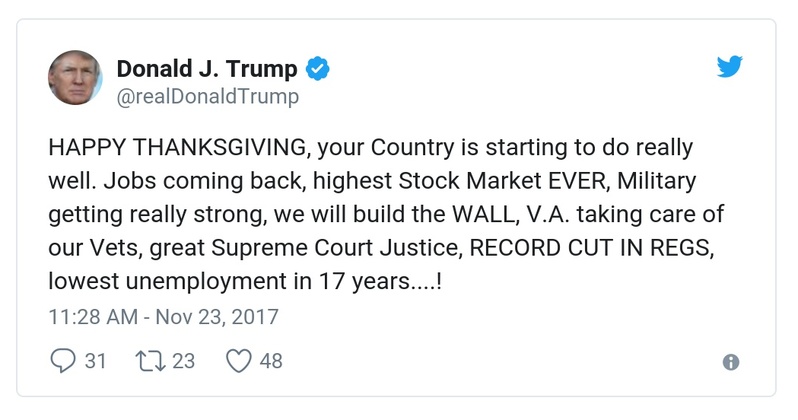 Donald J. Trump
@realDonaldTrump
HAPPY THANKSGIVING, your Country is starting to do really
well. Jobs coming back, highest Stock Market EVER, Military
getting really strong, we will build the WALL, V.A. taking care of
our Vets, great Supreme Court Justice, RECORD CUT IN REGS,
lowest unemployment in 17 years....!
11:28 AM - Nov 23, 2017
31 23 48